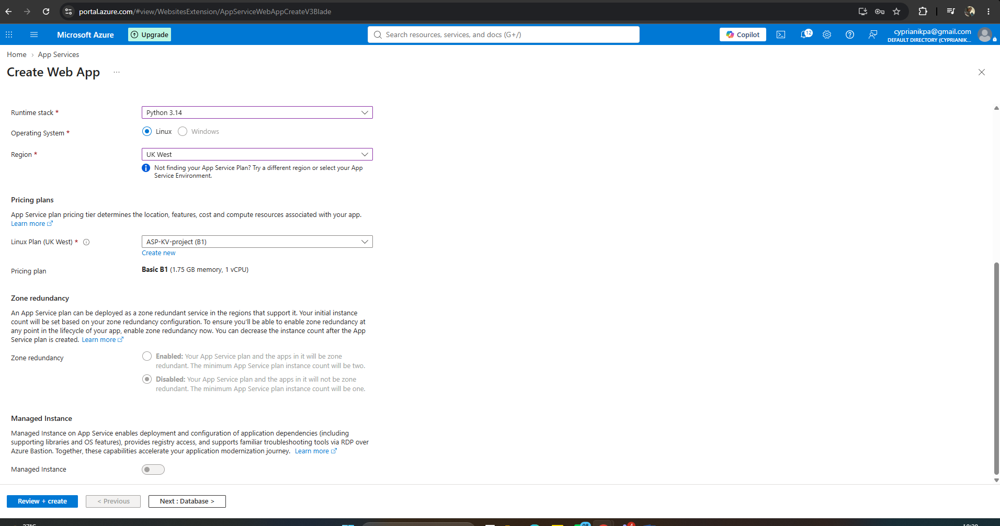 portal.azure.com/#view/WebsitesExtension/AppServiceWebAppCreateV3Blade
Microsoft Azure
Upgrade
Search resources, services, and docs (G+/)
Copilot
12
cyprianikpa@gmail.com
DEFAULT DIRECTORY (CYPRIANIK...
Home > App Services
Create Web App ...
Runtime stack *
Python 3.14
Operating System *
Linux
Windows
Region *
UK West
Not finding your App Service Plan? Try a different region or select your App
Service Environment.
Pricing plans
App Service plan pricing tier determines the location, features, cost and compute resources associated with your app.
Learn more
Linux Plan (UK West) *
ASP-KV-project (B1)
Create new
Pricing plan
Basic B1 (1.75 GB memory, 1 vCPU)
Zone redundancy
An App Service plan can be deployed as a zone redundant service in the regions that support it. Your initial instance
count will be set based on your zone redundancy configuration. To ensure you'll be able to enable zone redundancy at
any point in the lifecycle of your app, enable zone redundancy now. You can decrease the instance count after the App
Service plan is created. Learn more
Zone redundancy
Enabled: Your App Service plan and the apps in it will be zone
redundant. The minimum App Service plan instance count will be two.
Disabled: Your App Service plan and the apps in it will not be zone
redundant. The minimum App Service plan instance count will be one.
Managed Instance
Managed Instance on App Service enables deployment and configuration of application dependencies (including
supporting libraries and OS features), provides registry access, and supports familiar troubleshooting tools via RDP over
Azure Bastion. Together, these capabilities accelerate your application modernization journey. Learn more
Managed Instance
Review + create
< Previous
Next : Database >